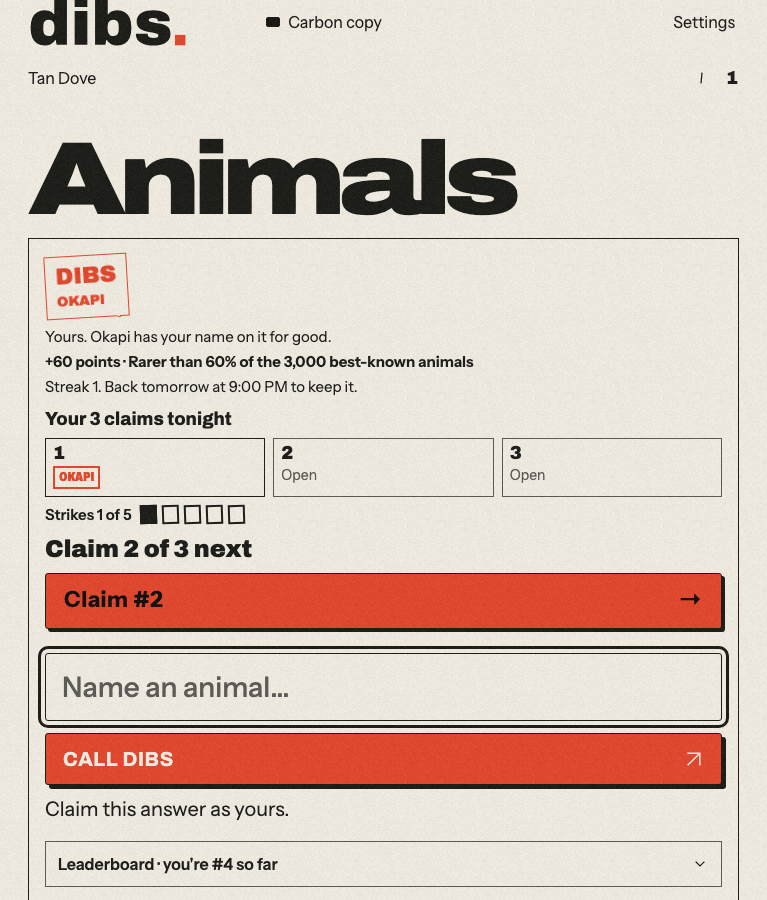 dibs.
Carbon copy
Settings
Tan Dove
1
Animals
DIBS
OKAPI
Yours. Okapi has your name on it for good.
+60 points · Rarer than 60% of the 3,000 best-known animals
Streak 1. Back tomorrow at 9:00 PM to keep it.
Your 3 claims tonight
1
OKAPI
2
Open
3
Open
Strikes 1 of 5
Claim 2 of 3 next
Claim #2 →
Name an animal...
CALL DIBS
Claim this answer as yours.
Leaderboard · you're #4 so far